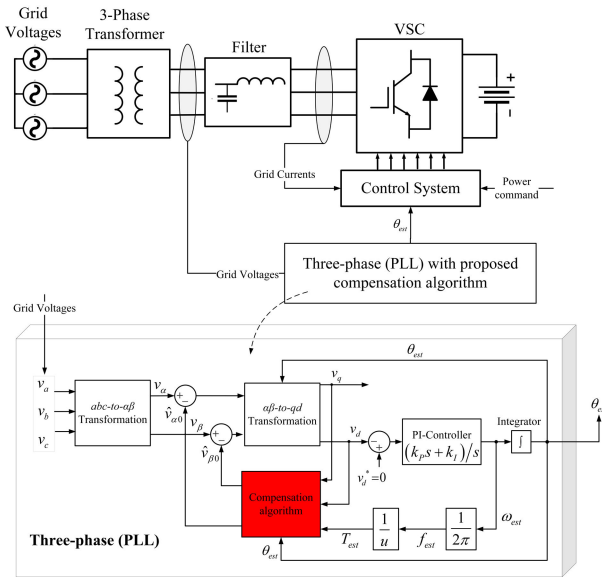 Grid
Voltages
3-Phase
Transformer
Filter
VSC
+
-
Grid Currents
Control System
Power
command
θest
Grid Voltages
Three-phase (PLL) with proposed
compensation algorithm
Grid Voltages
va
vb
vc
abc-to-αβ
Transformation
vα
+
−
v̂α0
vβ
+
−
v̂β0
αβ-to-qd
Transformation
θest
vq
vd
−
+
vd*=0
PI-Controller
(kPs+kI)/s
Integrator
∫
Compensation
algorithm
Test
1
u
fest
1
2π
ωest
θest
Three-phase (PLL)